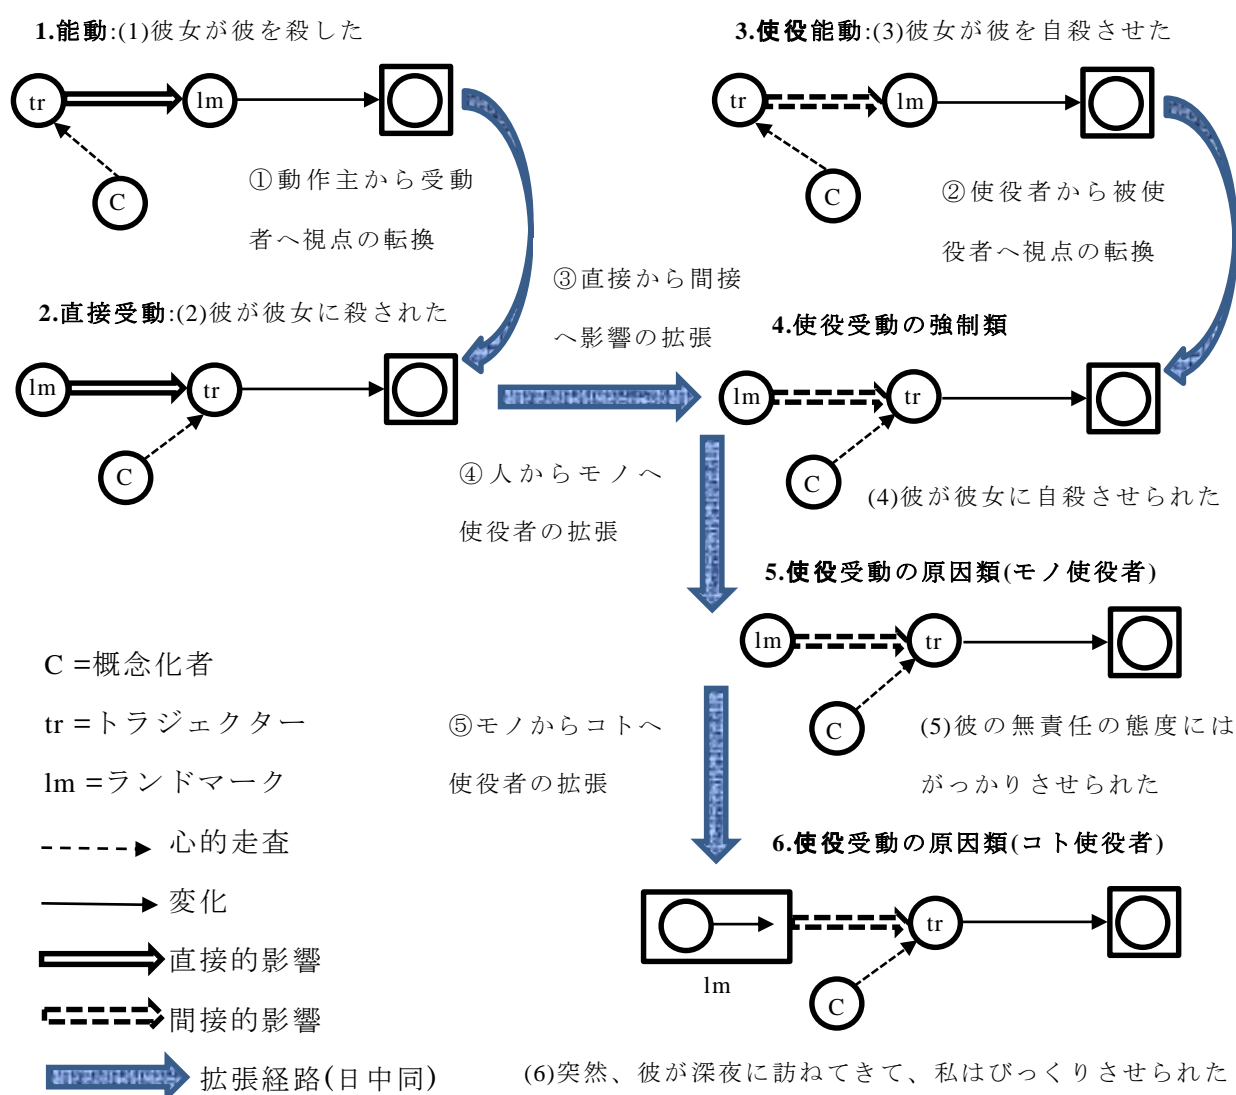 1.能動:(1)彼女が彼を殺した
tr
lm
C
①動作主から受動
者へ視点の転換
3.使役能動:(3)彼女が彼を自殺させた
tr
lm
C
②使役者から被使
役者へ視点の転換
2.直接受動:(2)彼が彼女に殺された
lm
tr
C
③直接から間接
へ影響の拡張
4.使役受動の強制類
lm
tr
C
(4)彼が彼女に自殺させられた
④人からモノへ
使役者の拡張
5.使役受動の原因類(モノ使役者)
lm
tr
C
(5)彼の無責任の態度には
がっかりさせられた
⑤モノからコトへ
使役者の拡張
6.使役受動の原因類(コト使役者)
lm
tr
C
(6)突然、彼が深夜に訪ねてきて、私はびっくりさせられた
C =概念化者
tr =トラジェクター
lm =ランドマーク
心的走査
変化
直接的影響
間接的影響
拡張経路(日中同)